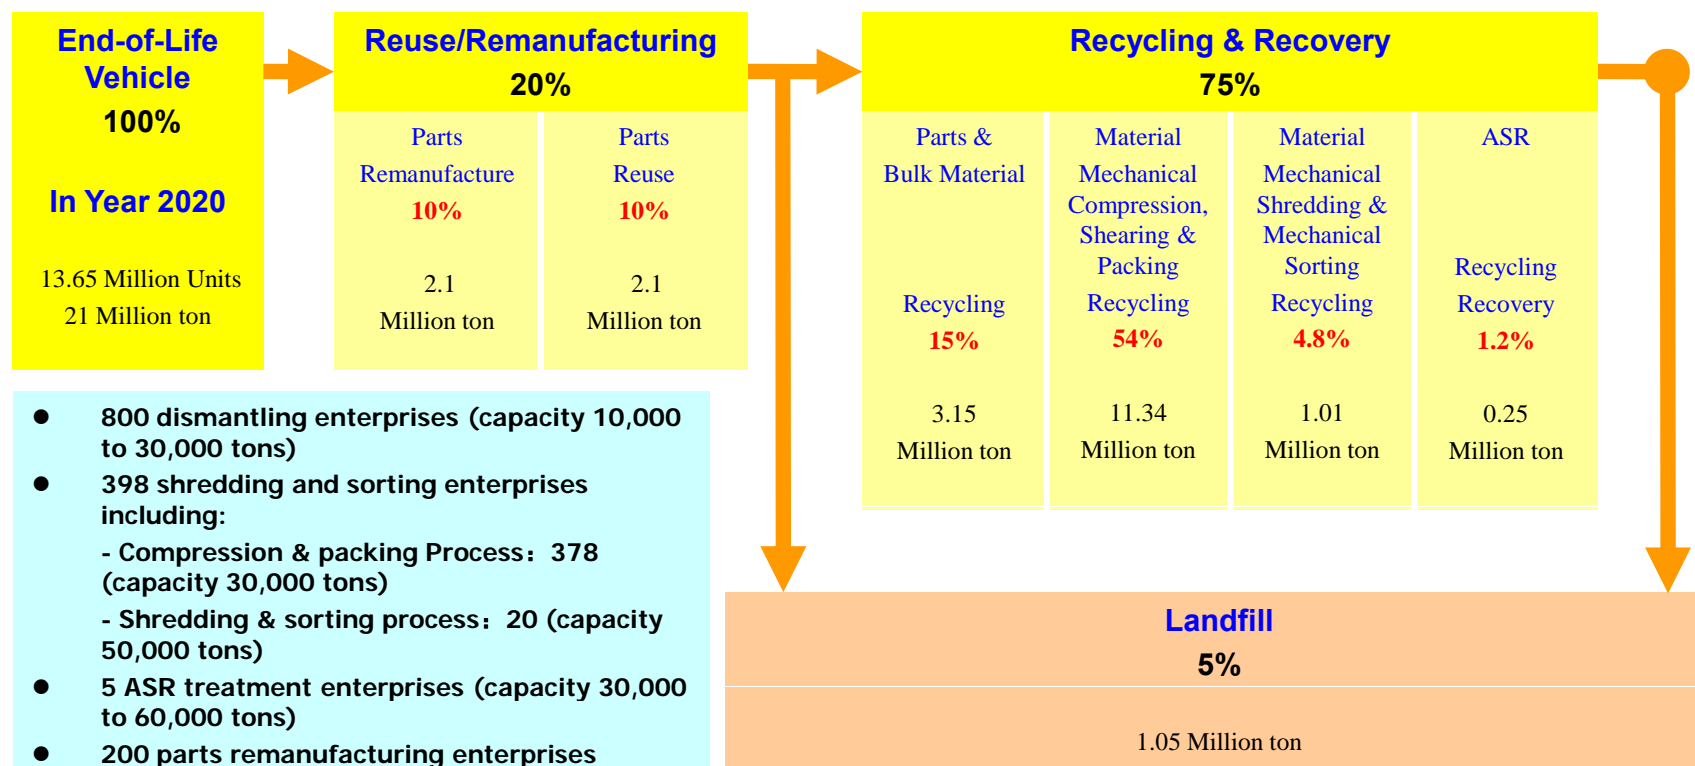 End-of-Life
Vehicle
100%
In Year 2020
13.65 Million Units
21 Million ton
Reuse/Remanufacturing
20%
Parts
Remanufacture
10%
2.1
Million ton
Parts
Reuse
10%
2.1
Million ton
Recycling & Recovery
75%
Parts &
Bulk Material
Recycling
15%
3.15
Million ton
Material
Mechanical
Compression,
Shearing &
Packing
Recycling
54%
11.34
Million ton
Material
Mechanical
Shredding &
Mechanical
Sorting
Recycling
4.8%
1.01
Million ton
ASR
Recycling
Recovery
1.2%
0.25
Million ton
● 800 dismantling enterprises (capacity 10,000
to 30,000 tons)
● 398 shredding and sorting enterprises
including:
- Compression & packing Process：378
(capacity 30,000 tons)
- Shredding & sorting process：20 (capacity
50,000 tons)
● 5 ASR treatment enterprises (capacity 30,000
to 60,000 tons)
● 200 parts remanufacturing enterprises
Landfill
5%
1.05 Million ton